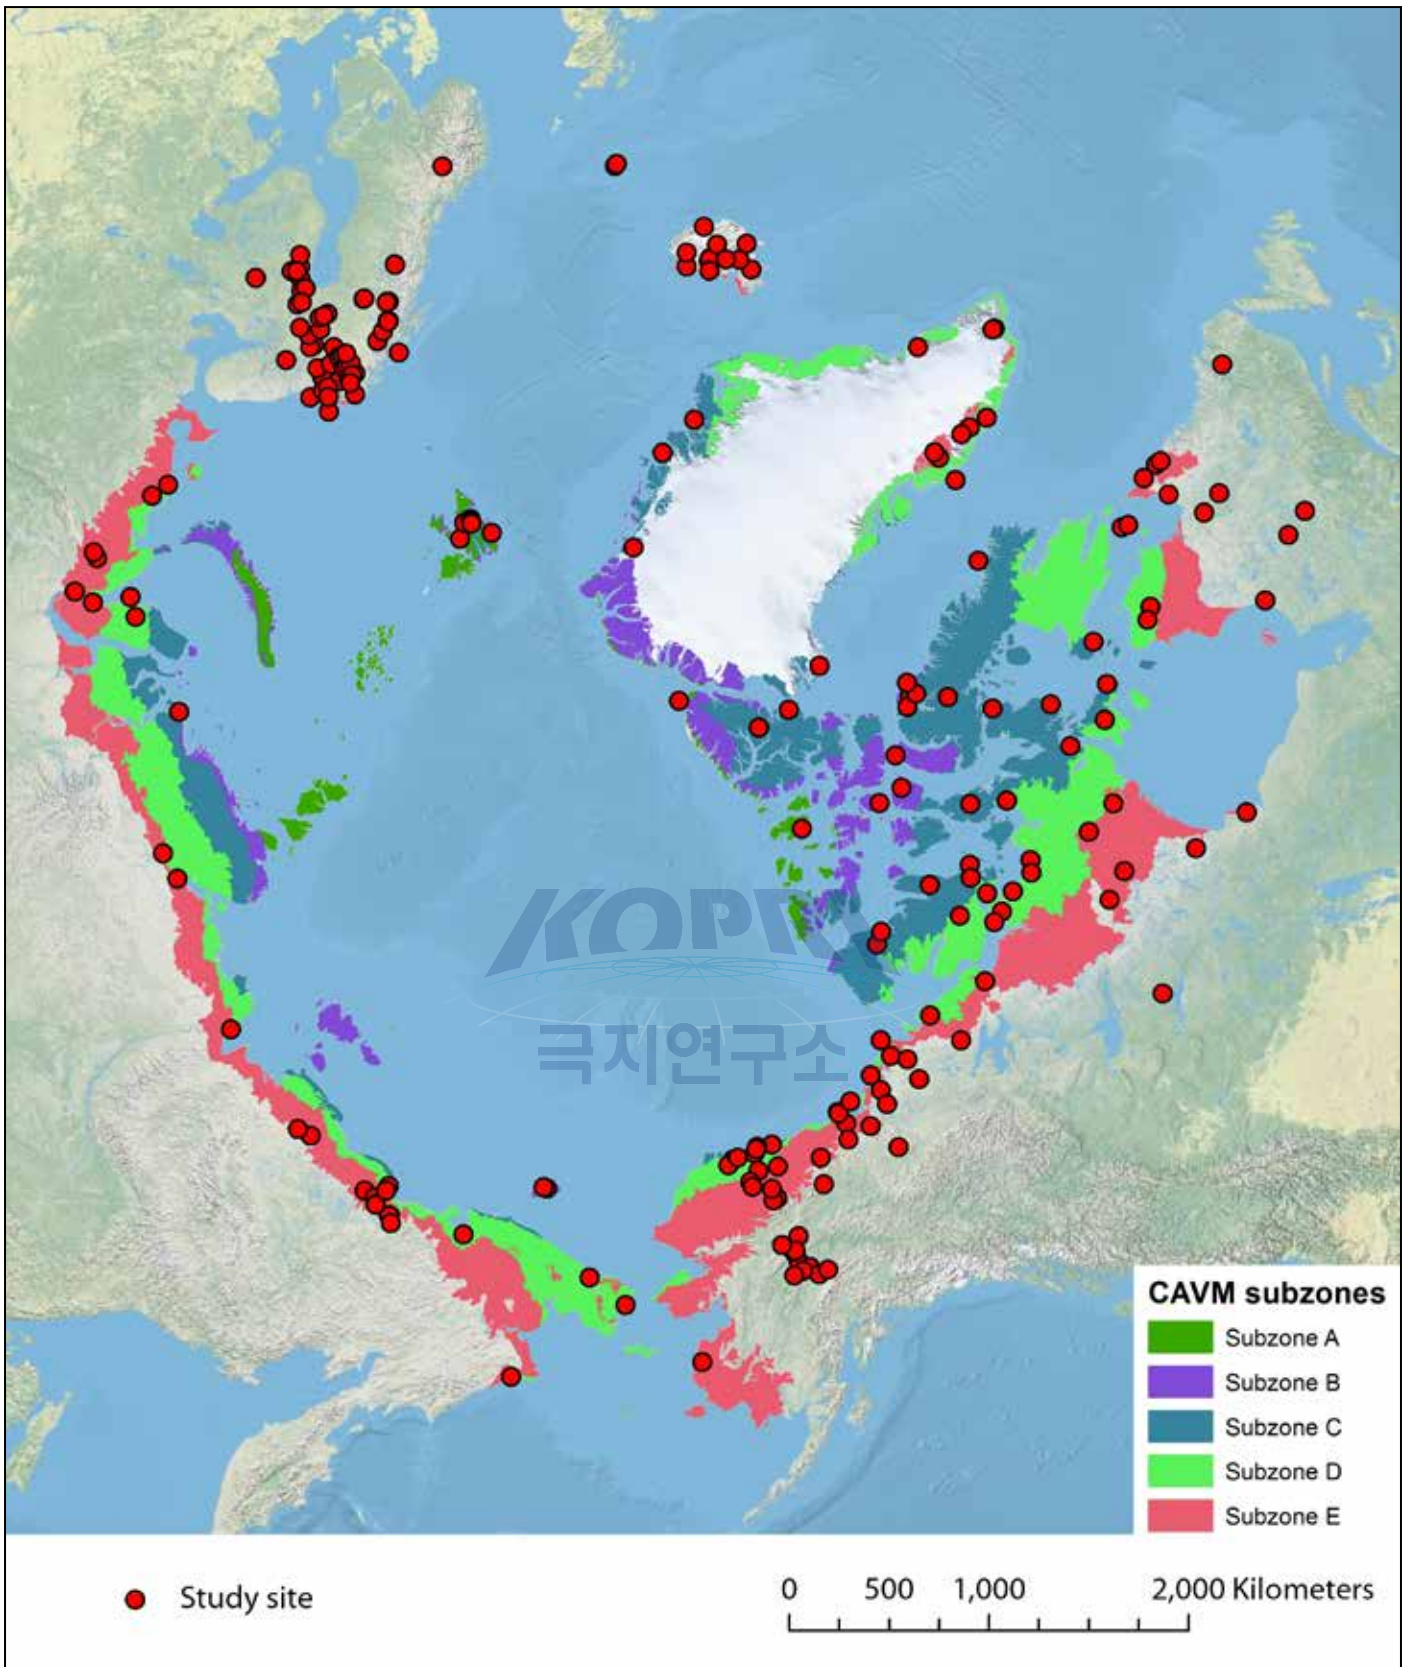 KOPRI
극지연구소
CAVM subzones
Subzone A
Subzone B
Subzone C
Subzone D
Subzone E
Study site
0 500 1,000 2,000 Kilometers